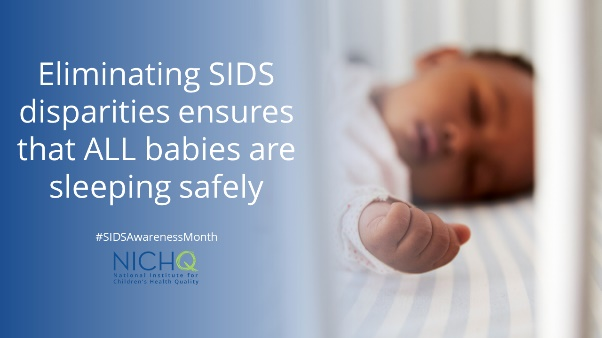 Eliminating SIDS
disparities ensures
that ALL babies are
sleeping safely
#SIDSAwarenessMonth
NICHQ
National Institute for
Children's Health Quality